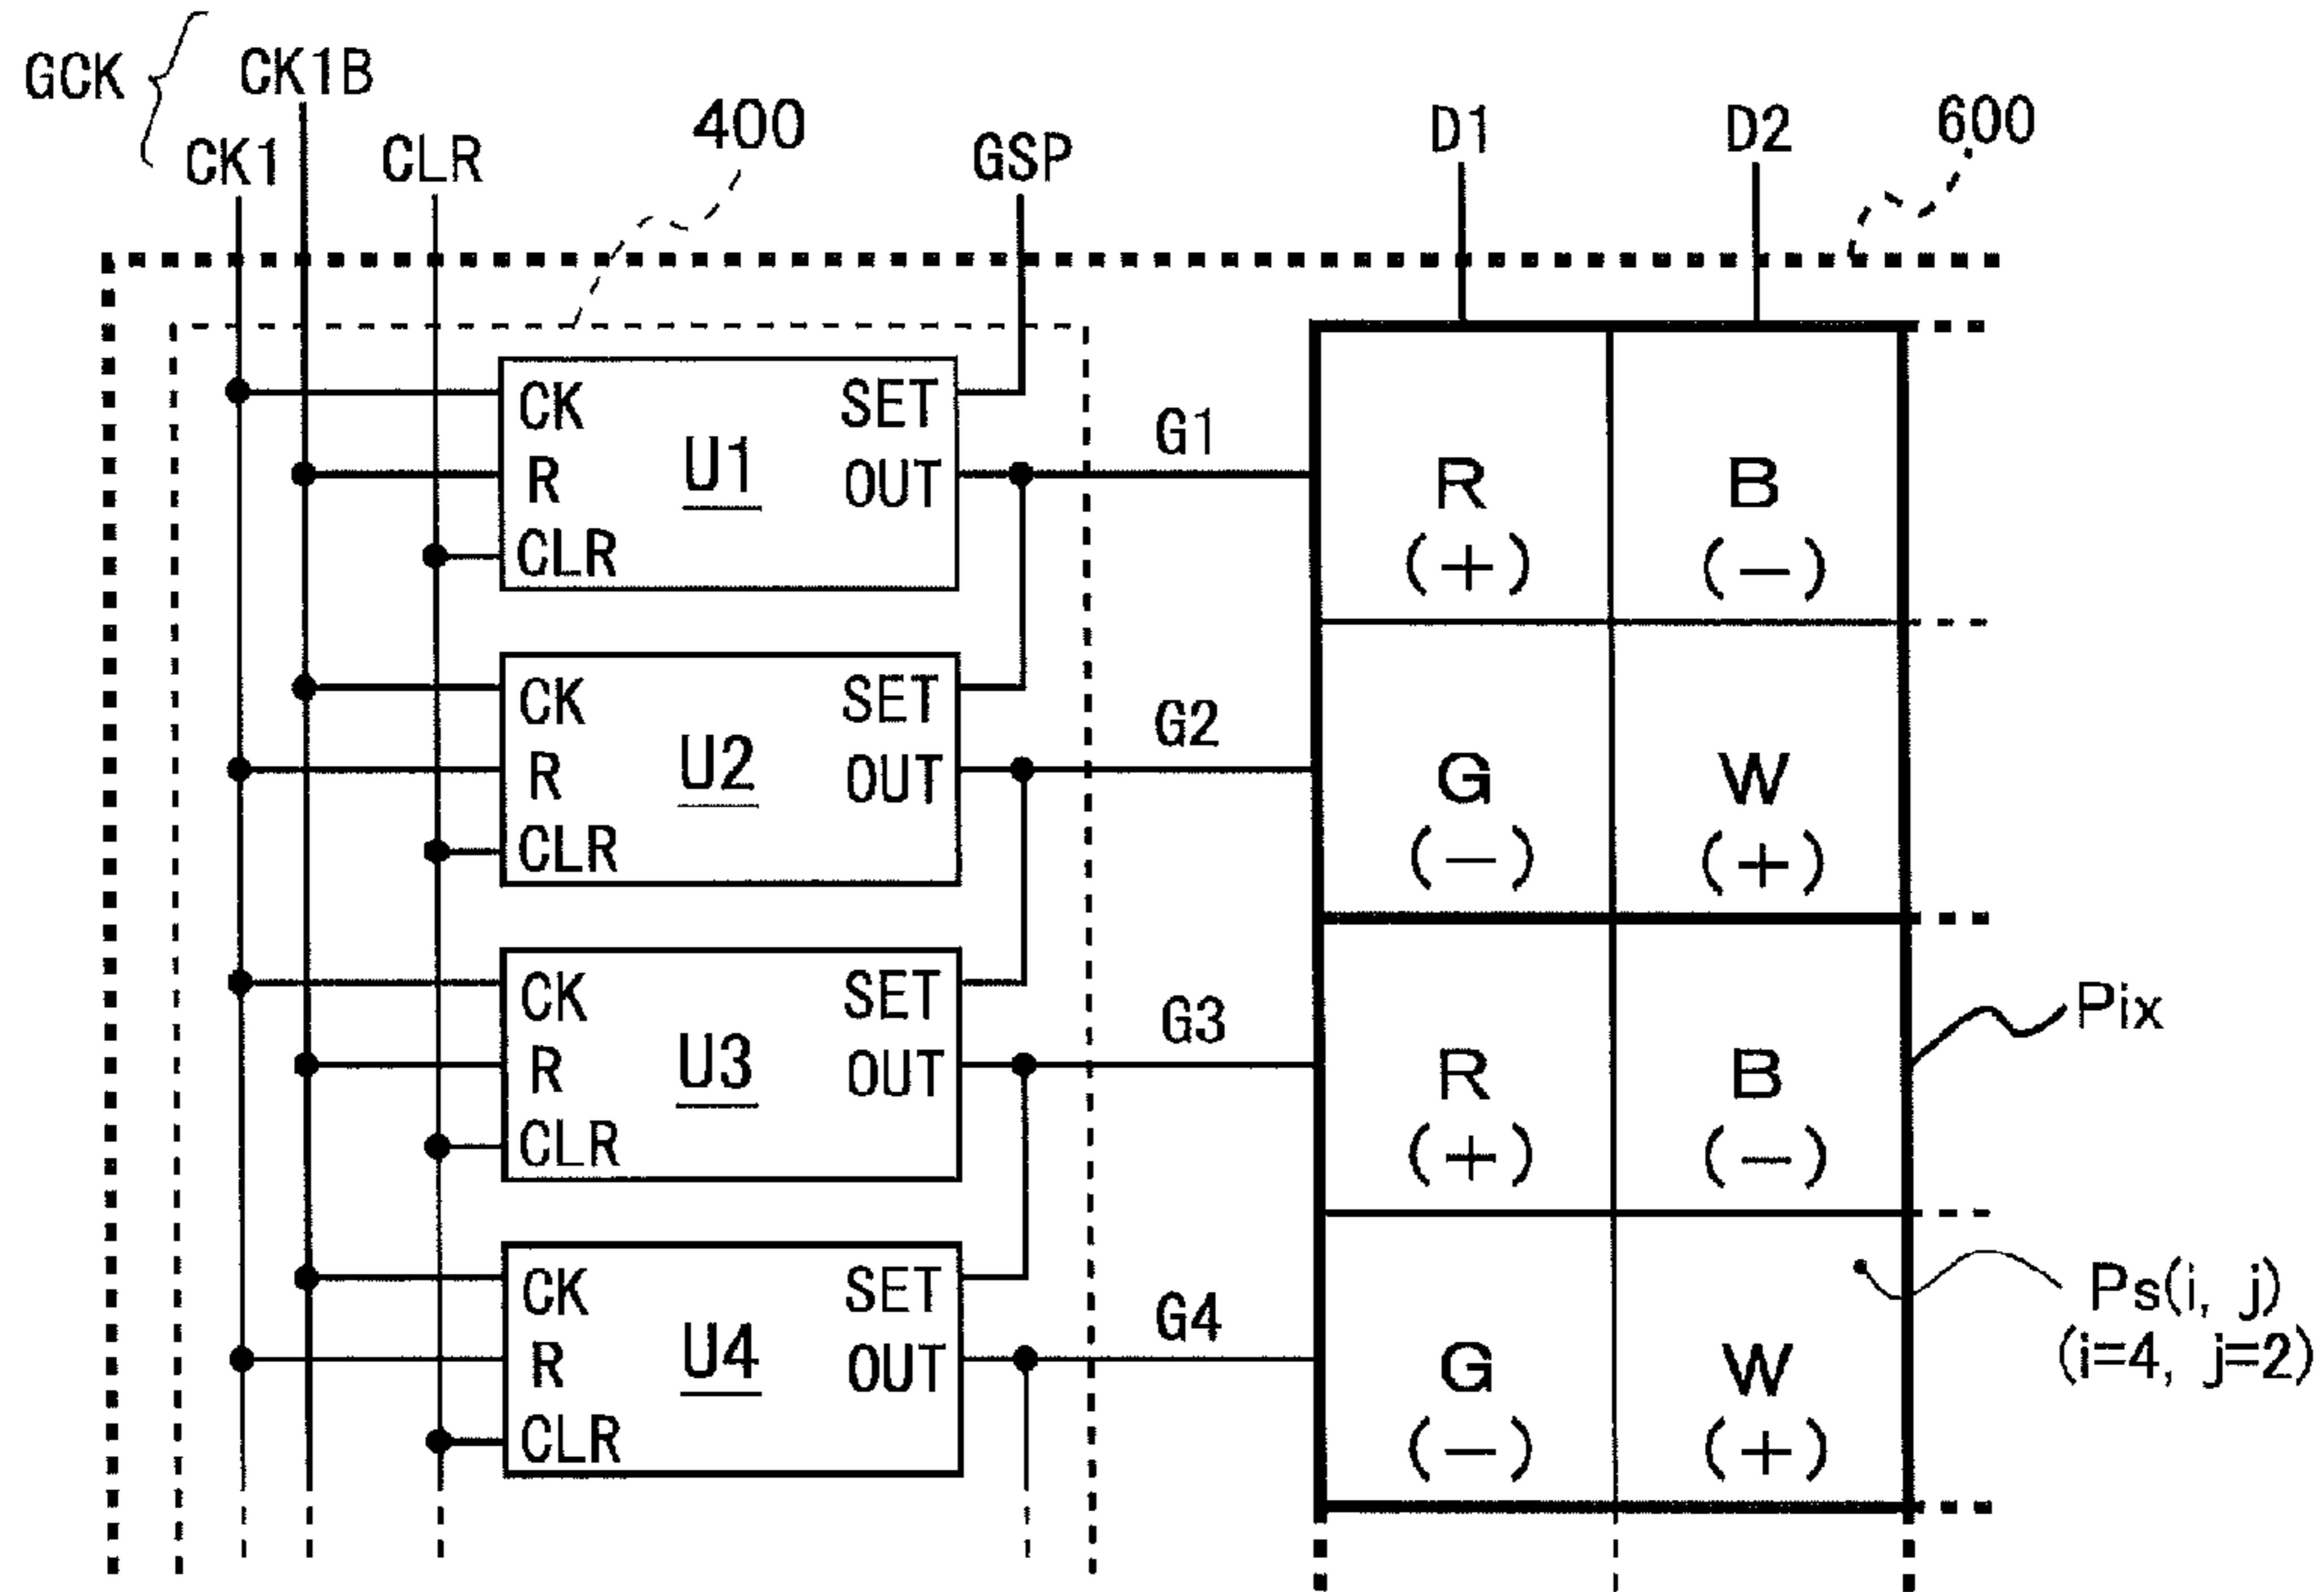 GCK
CK1B
CK1
CLR
400
GSP
D1
D2
600
CK
SET
R
U1
OUT
CLR
G1
R
(+)
B
(-)
CK
SET
R
U2
OUT
CLR
G2
G
(-)
W
(+)
CK
SET
R
U3
OUT
CLR
G3
R
(+)
B
(-)
Pix
CK
SET
R
U4
OUT
CLR
G4
G
(-)
W
(+)
Ps(i, j)
(i=4, j=2)